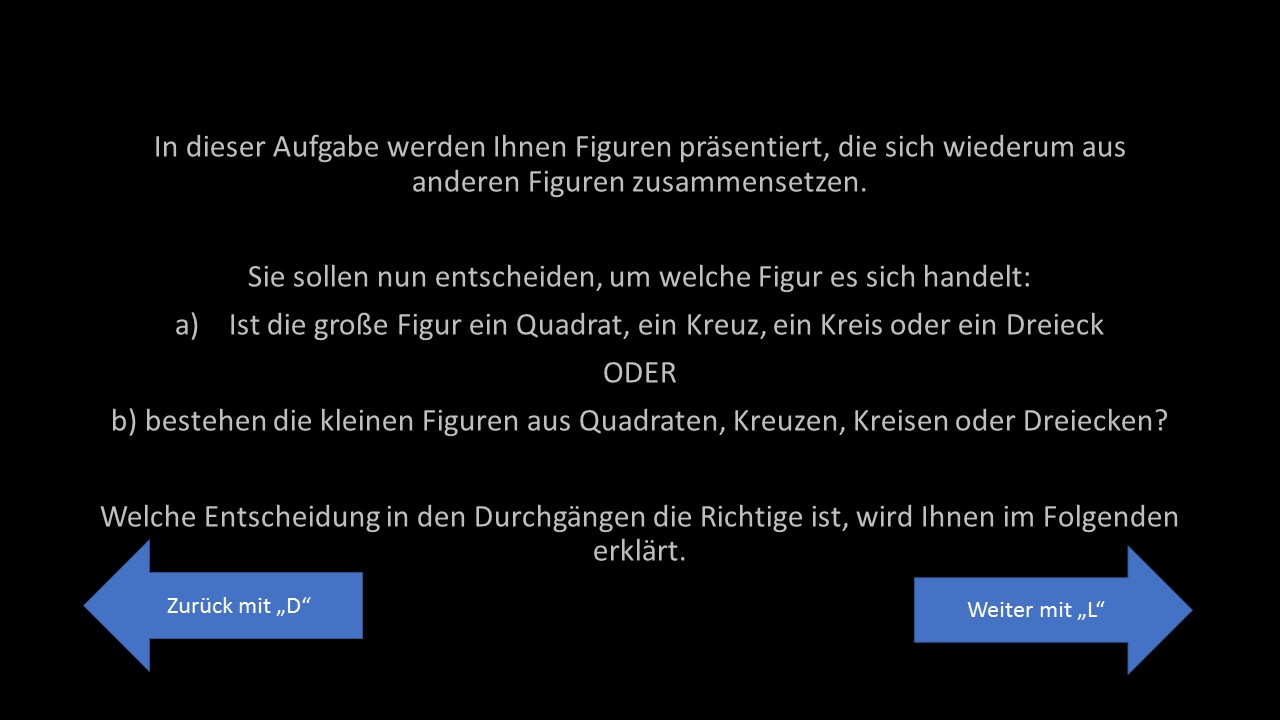 In dieser Aufgabe werden Ihnen Figuren präsentiert, die sich wiederum aus
anderen Figuren zusammensetzen.
Sie sollen nun entscheiden, um welche Figur es sich handelt:
a) Ist die große Figur ein Quadrat, ein Kreuz, ein Kreis oder ein Dreieck
ODER
b) bestehen die kleinen Figuren aus Quadraten, Kreuzen, Kreisen oder Dreiecken?
Welche Entscheidung in den Durchgängen die Richtige ist, wird Ihnen im Folgenden
erklärt.
Zurück mit „D“
Weiter mit „L“